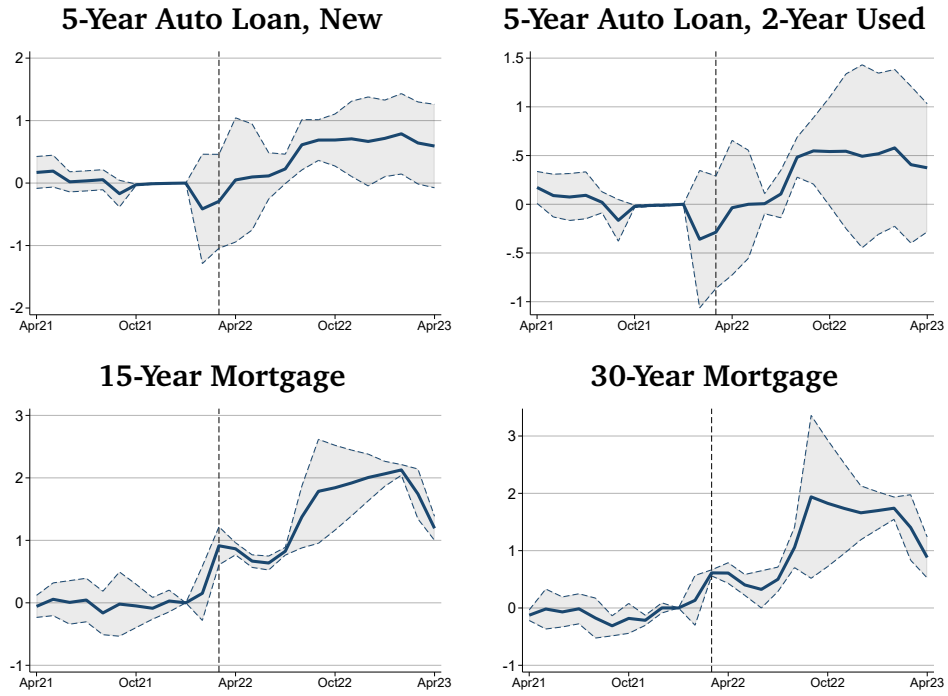 5-Year Auto Loan, New
2
1
0
-1
-2
Apr21 Oct21 Apr22 Oct22 Apr23
5-Year Auto Loan, 2-Year Used
1.5
1
.5
0
-.5
-1
Apr21 Oct21 Apr22 Oct22 Apr23
15-Year Mortgage
3
2
1
0
-1
Apr21 Oct21 Apr22 Oct22 Apr23
30-Year Mortgage
3
2
1
0
-1
Apr21 Oct21 Apr22 Oct22 Apr23